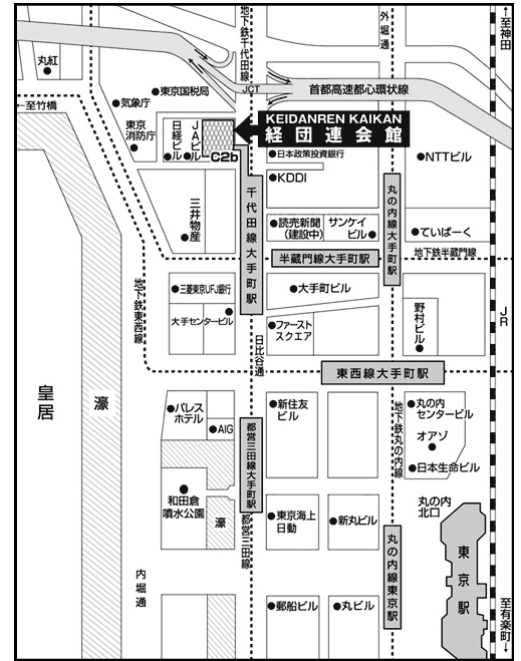 地下鉄千代田線
外堀通
至神田
丸紅
JCT
首都高速都心環状線
東京国税局
気象庁
至竹橋
東京消防庁
日経ビル
JAビル
C2b
KEIDANREN KAIKAN
経団連会館
日本政策投資銀行
NTTビル
KDDI
千代田線大手町駅
丸の内線大手町駅
三井物産
読売新聞
(建設中)
サンケイ
ビル
ていぱーく
地下鉄半蔵門線
半蔵門線大手町駅
地下鉄東西線
三菱東京UFJ銀行
大手センタービル
大手町ビル
野村ビル
JR
ファースト
スクエア
日比谷通
東西線大手町駅
皇居
濠
パレス
ホテル
AIG
都営三田線大手町駅
新住友
ビル
地下鉄丸の内線
丸の内
センタービル
オアゾ
日本生命ビル
和田倉
噴水公園
濠
都営三田線
東京海上
日動
新丸ビル
丸の内
北口
丸の内線東京駅
東京駅
内堀通
郵船ビル
丸ビル
至有楽町